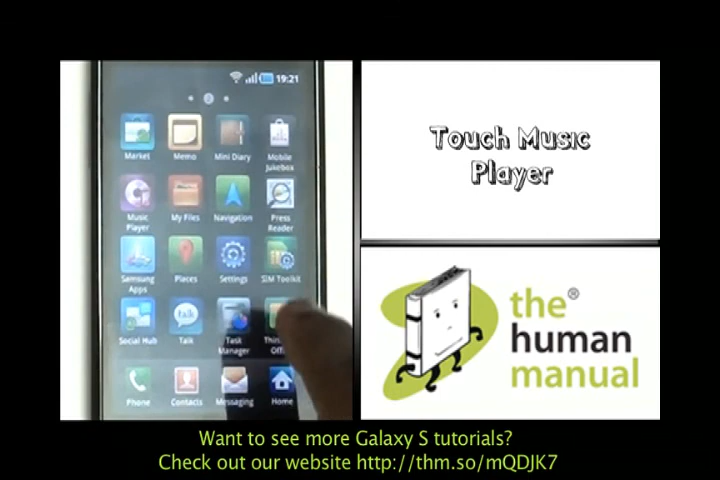 19:21
Market Memo Mini Diary Mobile Jukebox
Music Player My Files Navigation Press Reader
Samsung Apps Places Settings SIM Toolkit
Social Hub Talk Task Manager
talk
Phone Contacts Messaging Home
Touch Music
Player
the®
human
manual
Want to see more Galaxy S tutorials?
Check out our website http://thm.so/mQDJK7